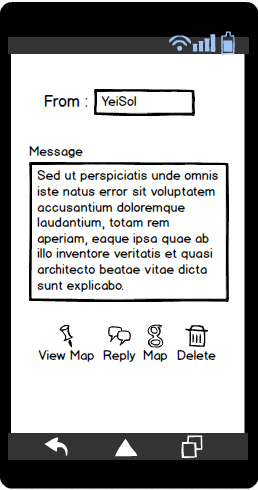 From : YeiSol
Message
Sed ut perspiciatis unde omnis
iste natus error sit voluptatem
accusantium doloremque
laudantium, totam rem
aperiam, eaque ipsa quae ab
illo inventore veritatis et quasi
architecto beatae vitae dicta
sunt explicabo.
View Map Reply Map Delete